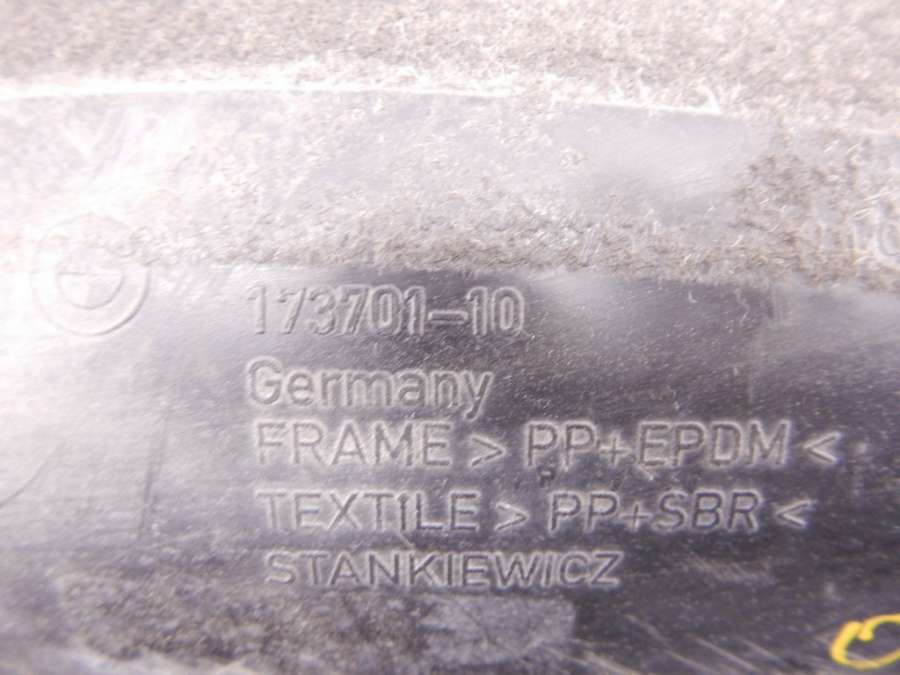 173701-10
Germany
FRAME > PP+EPDM <
TEXTILE > PP+SBR <
STANKIEWICZ